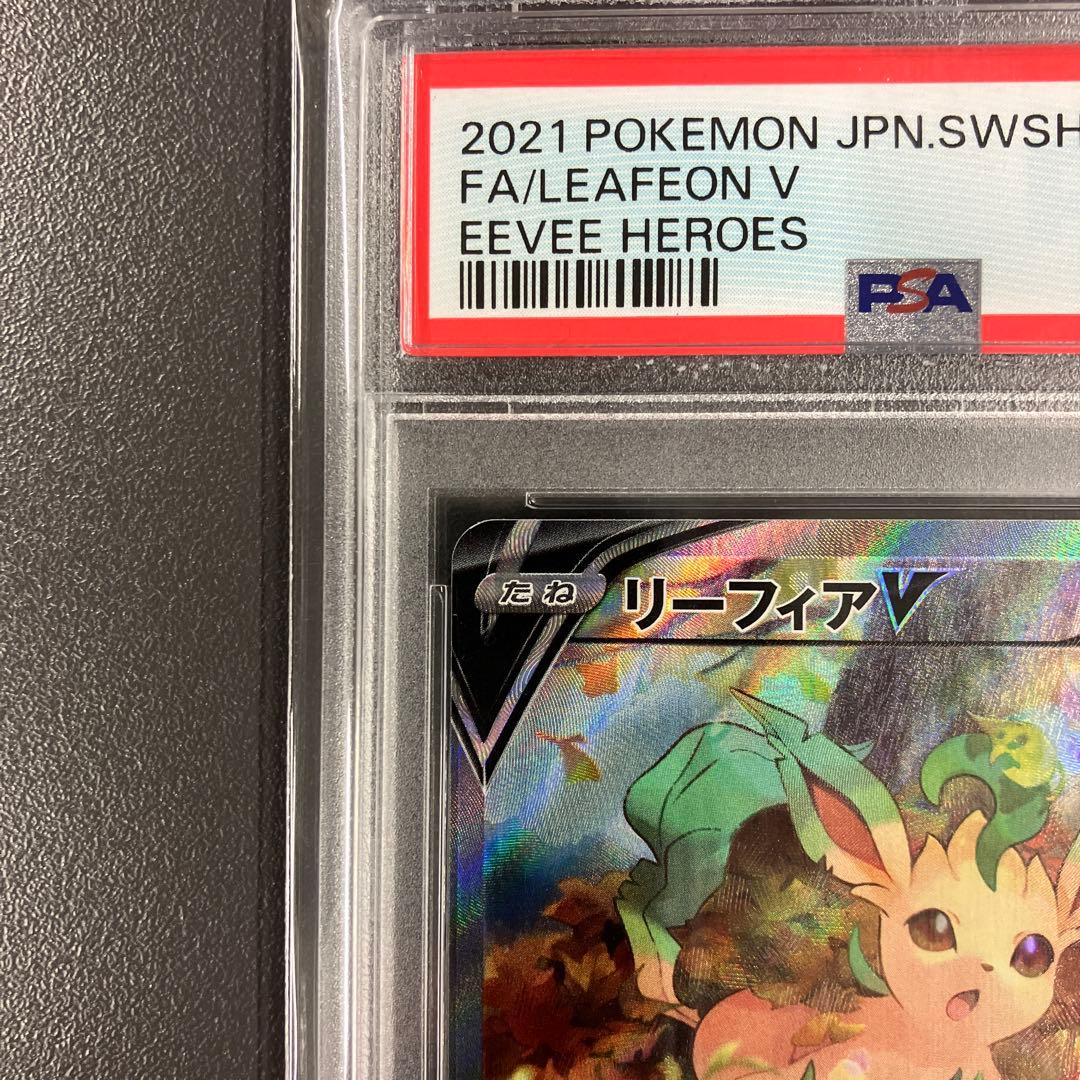 2021 POKEMON JPN.SWSH
FA/LEAFEON V
EEVEE HEROES
PSA
たね リーフィアV